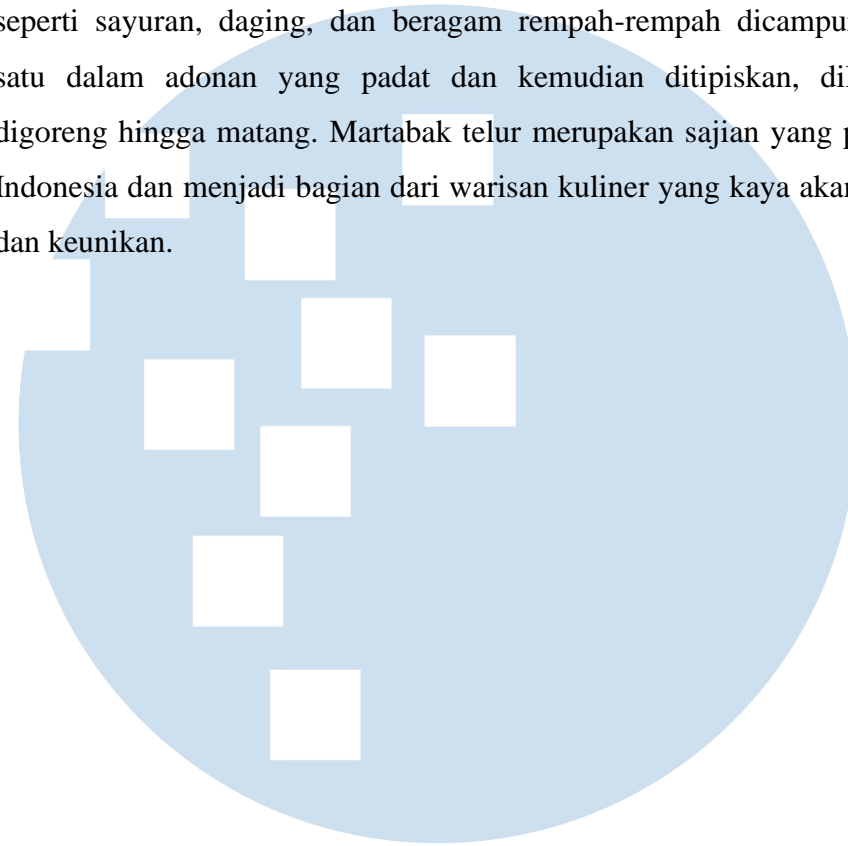 seperti sayuran, daging, dan beragam rempah-rempah dicampur
satu dalam adonan yang padat dan kemudian ditipiskan,
digoreng hingga matang. Martabak telur merupakan sajian yang
Indonesia dan menjadi bagian dari warisan kuliner yang kaya akan
dan keunikan.